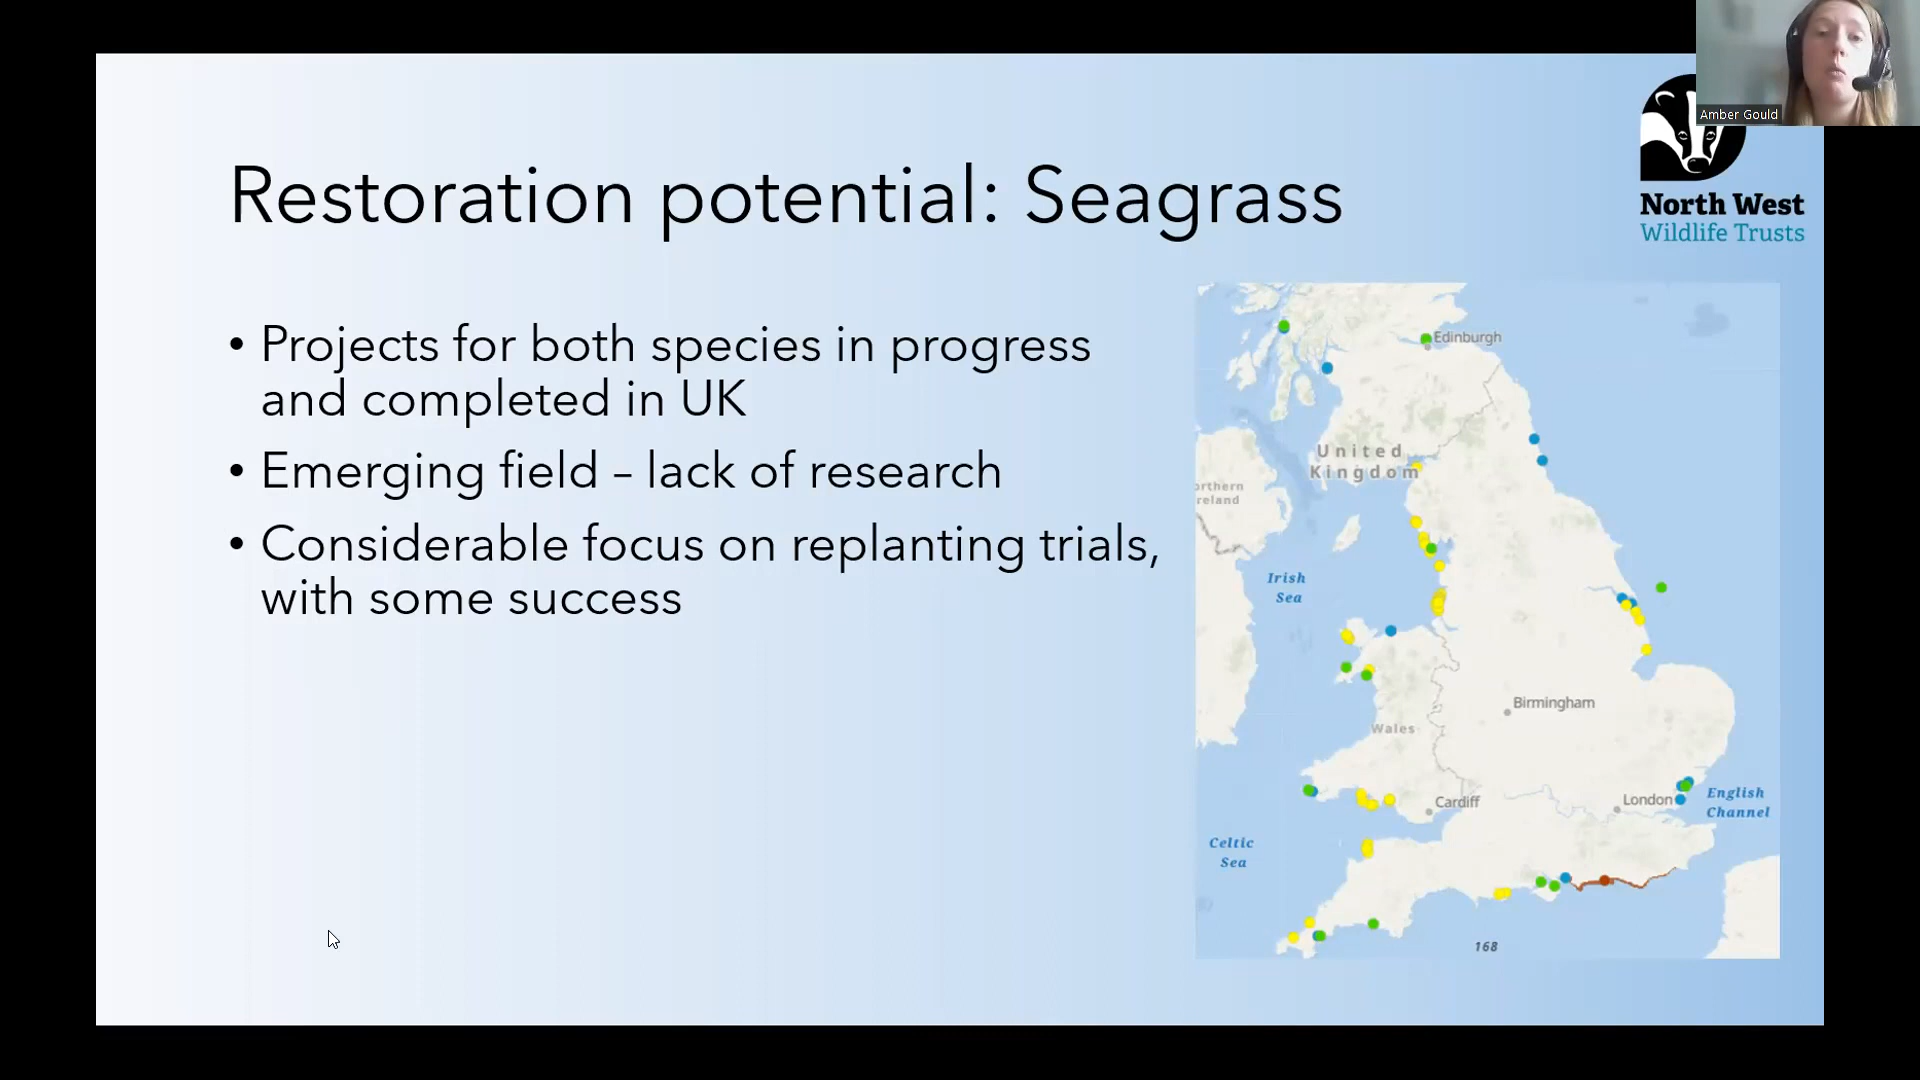 Amber Gould
North West
Wildlife Trusts
Restoration potential: Seagrass
• Projects for both species in progress
and completed in UK
• Emerging field – lack of research
• Considerable focus on replanting trials,
with some success
Edinburgh
United
Kingdom
orthern
reland
Irish
Sea
Birmingham
Wales
Cardiff
London
English
Channel
Celtic
Sea
168